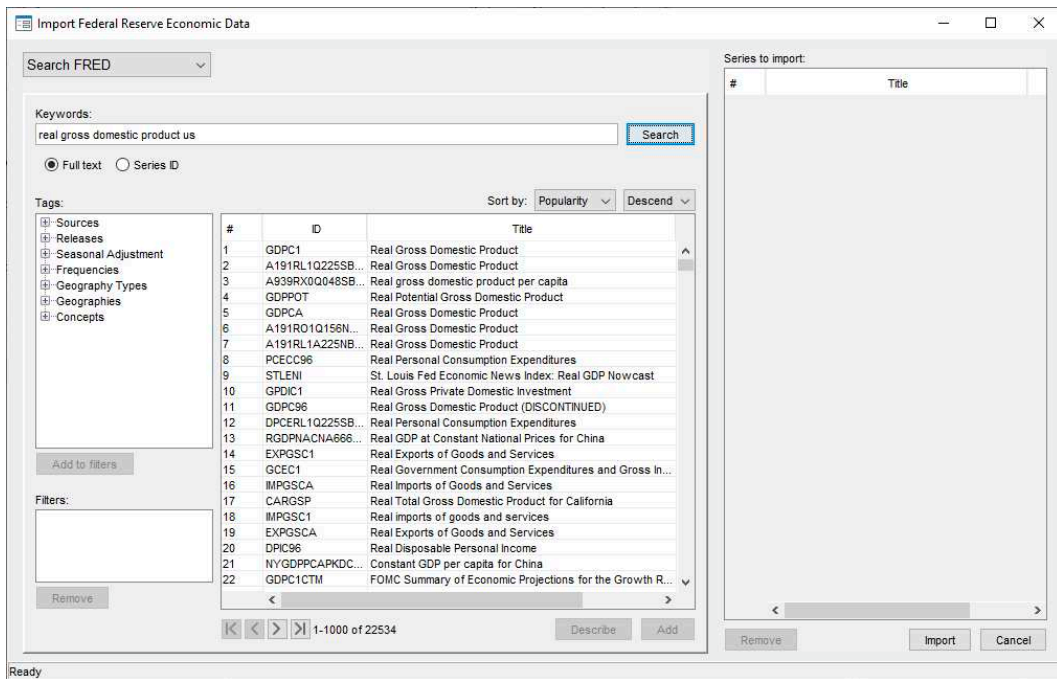 Import Federal Reserve Economic Data
Search FRED
Keywords:
real gross domestic product us
Search
Full text Series ID
Sort by: Popularity Descend
Tags:
Sources
Releases
Seasonal Adjustment
Frequencies
Geography Types
Geographies
Concepts
Add to filters
Filters:
Remove
# ID Title
1 GDPC1 Real Gross Domestic Product
2 A191RL1Q225SB... Real Gross Domestic Product
3 A939RX0Q048SB... Real gross domestic product per capita
4 GDPPOT Real Potential Gross Domestic Product
5 GDPCA Real Gross Domestic Product
6 A191RO1Q156N... Real Gross Domestic Product
7 A191RL1A225NB... Real Gross Domestic Product
8 PCECC96 Real Personal Consumption Expenditures
9 STLENI St. Louis Fed Economic News Index: Real GDP Nowcast
10 GPDIC1 Real Gross Private Domestic Investment
11 GDPC96 Real Gross Domestic Product (DISCONTINUED)
12 DPCERL1Q225SB... Real Personal Consumption Expenditures
13 RGDPNACNA666... Real GDP at Constant National Prices for China
14 EXPGSC1 Real Exports of Goods and Services
15 GCEC1 Real Government Consumption Expenditures and Gross In...
16 IMPGSCA Real Imports of Goods and Services
17 CARGSP Real Total Gross Domestic Product for California
18 IMPGSC1 Real imports of goods and services
19 EXPGSCA Real Exports of Goods and Services
20 DPIC96 Real Disposable Personal Income
21 NYGDPPCAPKDC... Constant GDP per capita for China
22 GDPC1CTM FOMC Summary of Economic Projections for the Growth R...
1-1000 of 22534
Describe Add
Series to import:
# Title
Remove Import Cancel
Ready